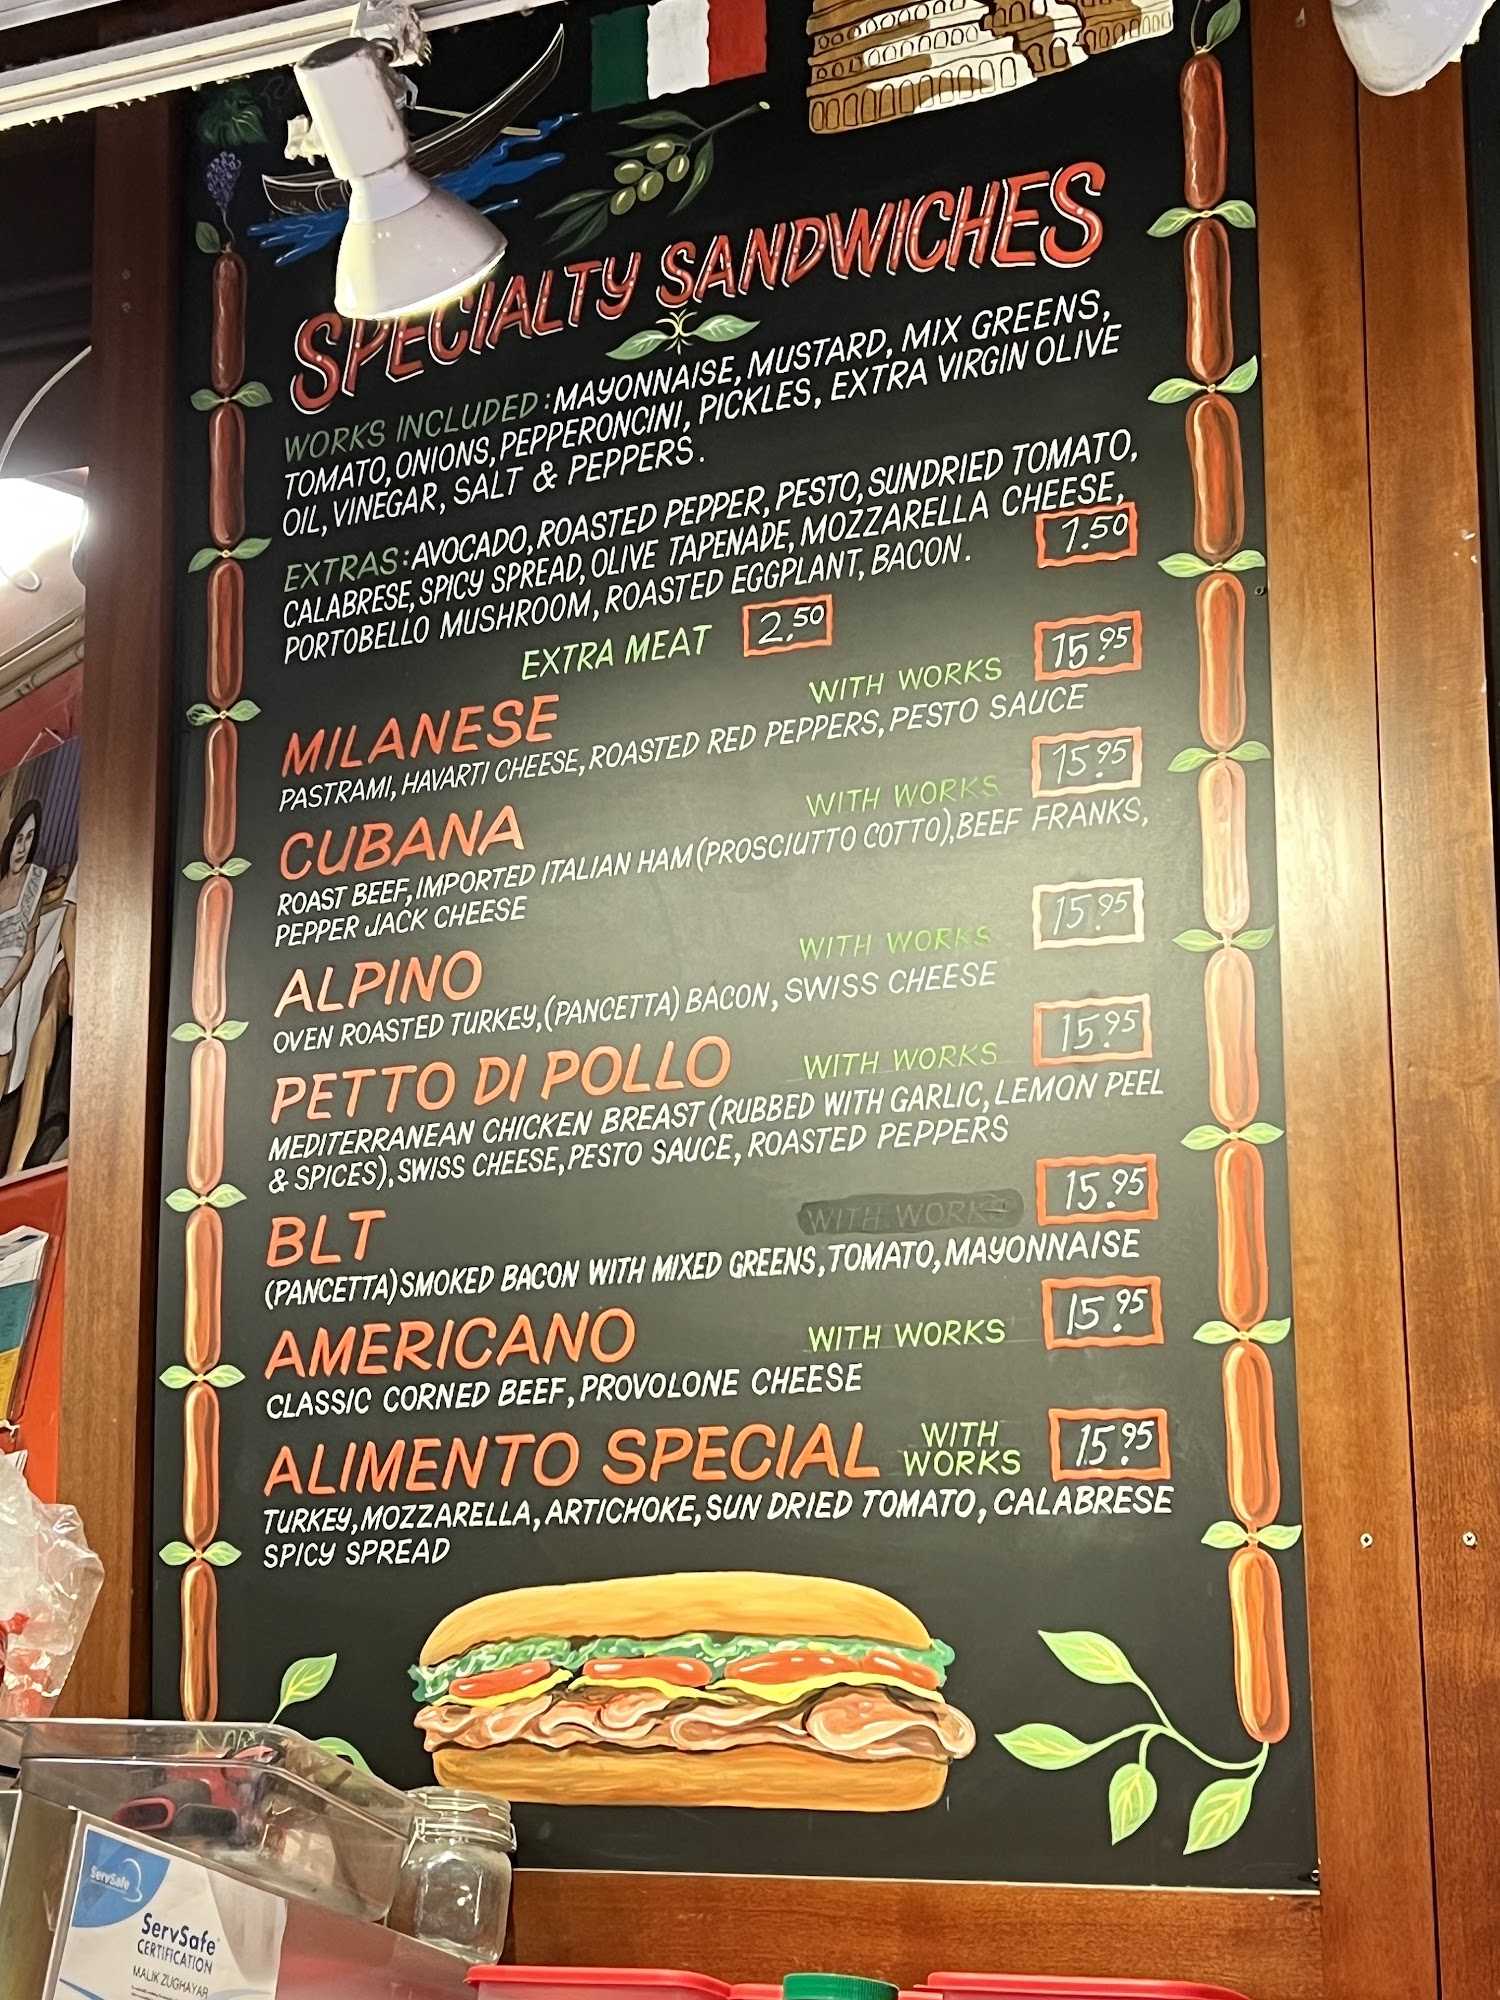 SPECIALTY SANDWICHES
WORKS INCLUDED: MAYONNAISE, MUSTARD, MIX GREENS,
TOMATO, ONIONS, PEPPERONCINI, PICKLES, EXTRA VIRGIN OLIVE
OIL, VINEGAR, SALT & PEPPERS.
EXTRAS: AVOCADO, ROASTED PEPPER, PESTO, SUNDRIED TOMATO,
CALABRESE, SPICY SPREAD, OLIVE TAPENADE, MOZZARELLA CHEESE,
PORTOBELLO MUSHROOM, ROASTED EGGPLANT, BACON. 1.50
EXTRA MEAT 2.50
MILANESE WITH WORKS 15.95
PASTRAMI, HAVARTI CHEESE, ROASTED RED PEPPERS, PESTO SAUCE
CUBANA WITH WORKS 15.95
ROAST BEEF, IMPORTED ITALIAN HAM (PROSCIUTTO COTTO), BEEF FRANKS,
PEPPER JACK CHEESE
ALPINO WITH WORKS 15.95
OVEN ROASTED TURKEY, (PANCETTA) BACON, SWISS CHEESE
PETTO DI POLLO WITH WORKS 15.95
MEDITERRANEAN CHICKEN BREAST (RUBBED WITH GARLIC, LEMON PEEL
& SPICES), SWISS CHEESE, PESTO SAUCE, ROASTED PEPPERS
BLT WITH WORKS 15.95
(PANCETTA) SMOKED BACON WITH MIXED GREENS, TOMATO, MAYONNAISE
AMERICANO WITH WORKS 15.95
CLASSIC CORNED BEEF, PROVOLONE CHEESE
ALIMENTO SPECIAL WITH WORKS 15.95
TURKEY, MOZZARELLA, ARTICHOKE, SUN DRIED TOMATO, CALABRESE
SPICY SPREAD
ServSafe
ServSafe
CERTIFICATION
MALIK ZUGHAYAR